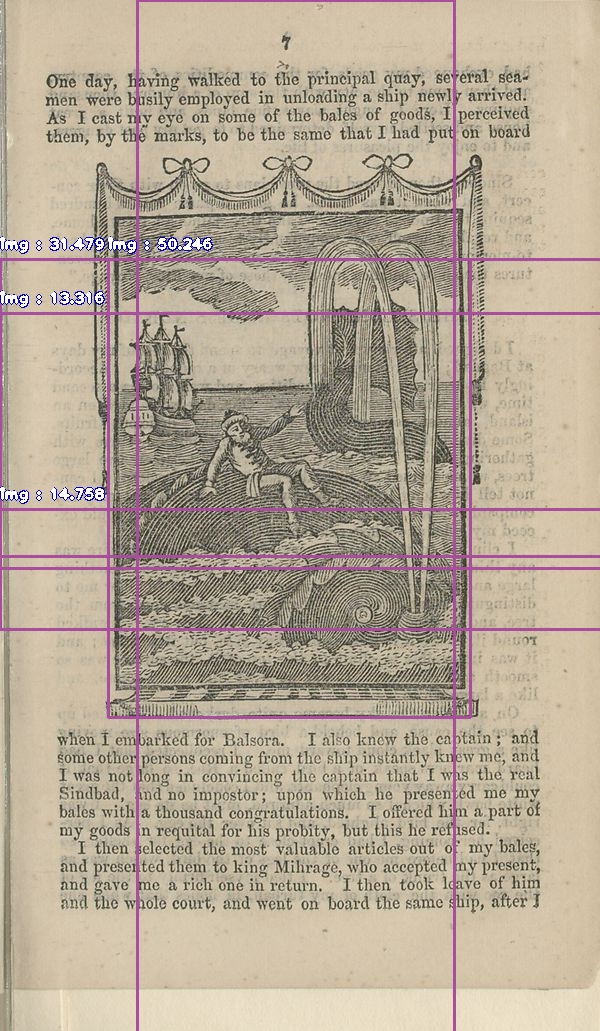 7
One day, having walked to the principal quay, several sea-
men were busily employed in unloading a ship newly arrived.
As I cast my eye on some of the bales of goods, I perceived
them, by the marks, to be the same that I had put on board
Img : 31.479 Img : 50.246
Img : 13.316
Img : 14.758
when I embarked for Balsora. I also knew the captain; and
some other persons coming from the ship instantly knew me, and
I was not long in convincing the captain that I was the real
Sindbad, and no impostor; upon which he presented me my
bales with a thousand congratulations. I offered him a part of
my goods in requital for his probity, but this he refused.
I then selected the most valuable articles out of my bales,
and presented them to king Mihrage, who accepted my present,
and gave me a rich one in return. I then took leave of him
and the whole court, and went on board the same ship, after I